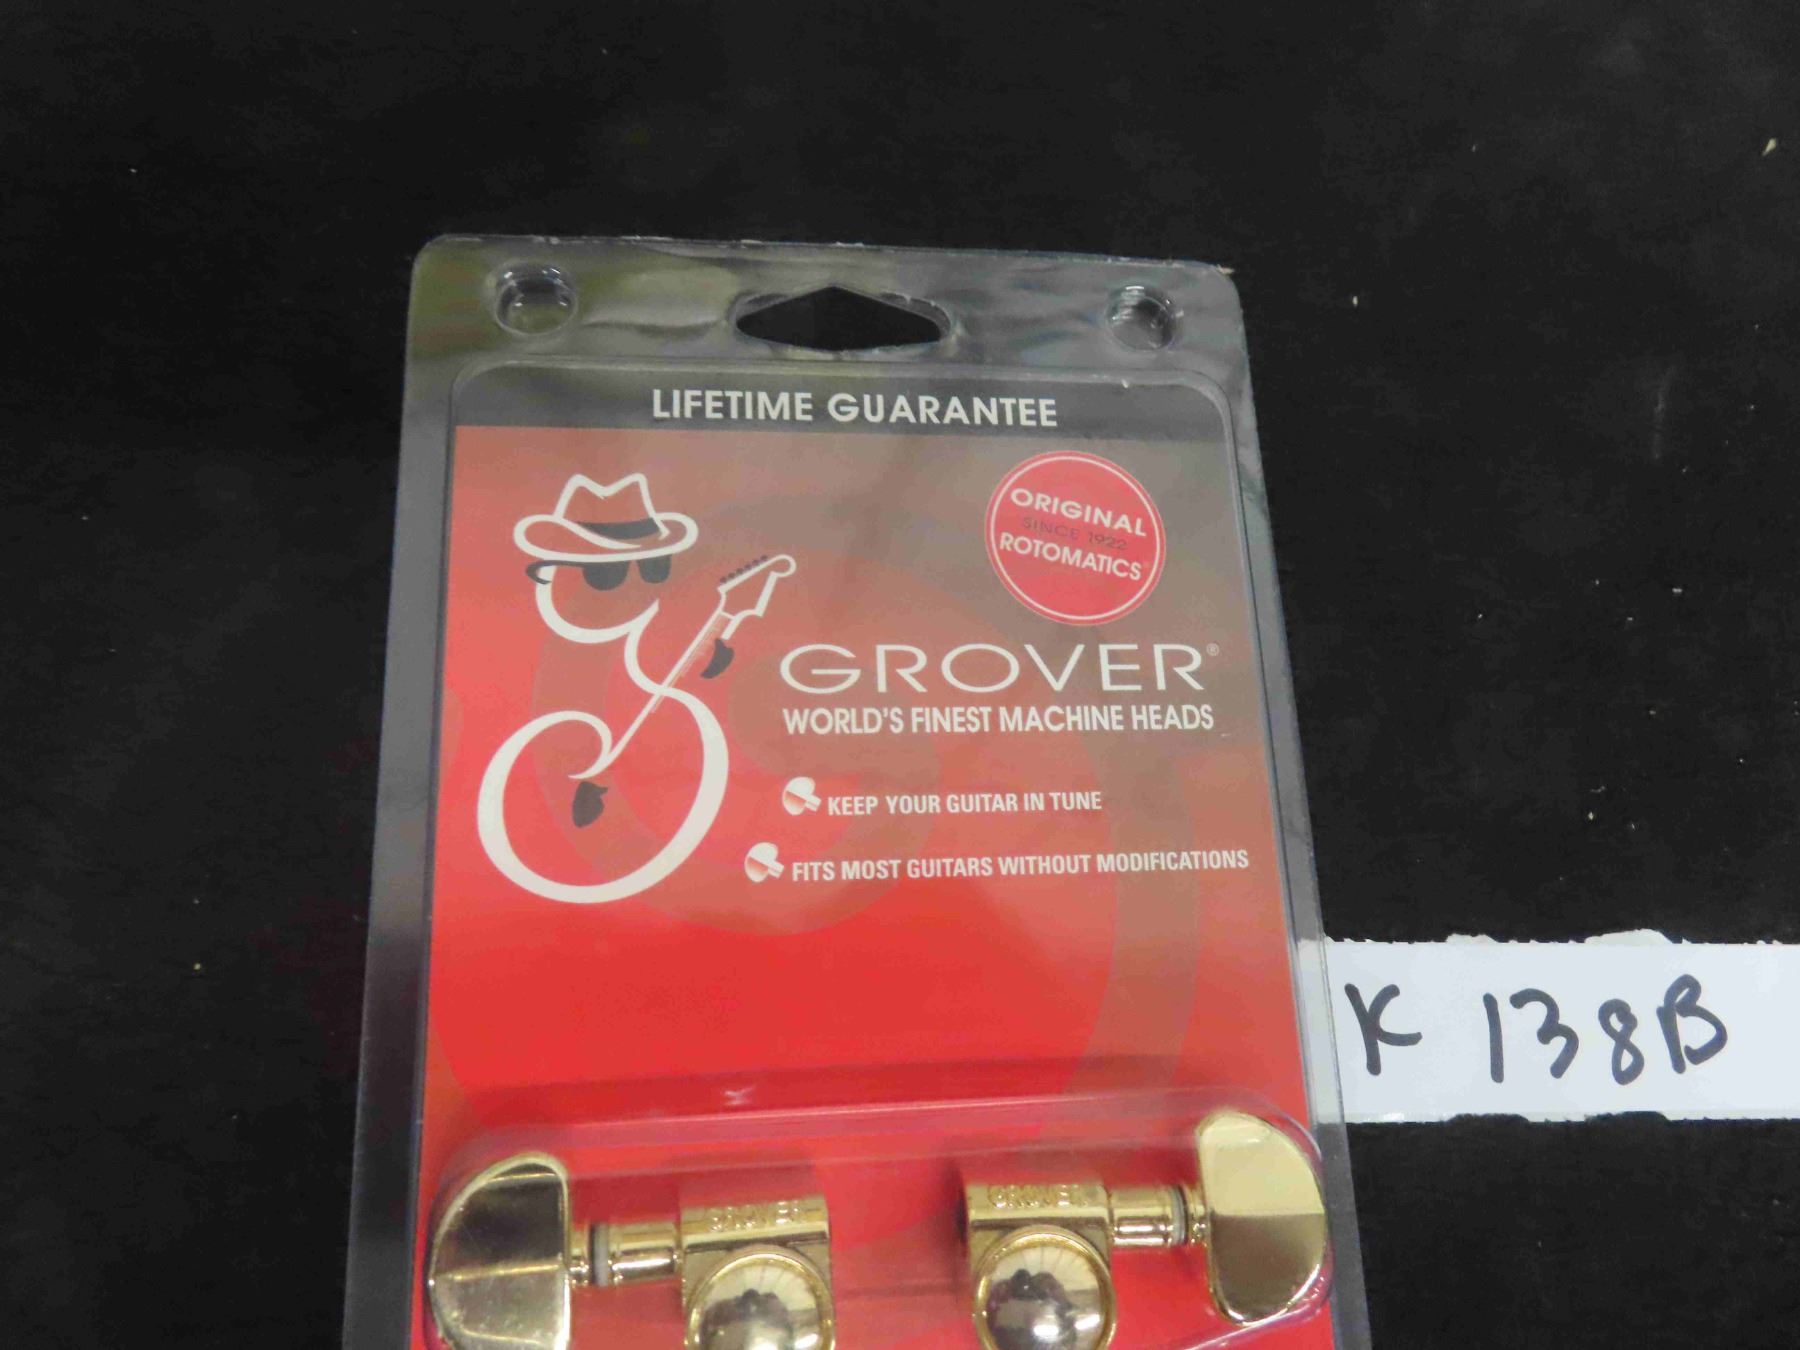 LIFETIME GUARANTEE
ORIGINAL
SINCE 1922
ROTOMATICS
GROVER®
WORLD'S FINEST MACHINE HEADS
KEEP YOUR GUITAR IN TUNE
FITS MOST GUITARS WITHOUT MODIFICATIONS
K 138B
GROVER
GROVER